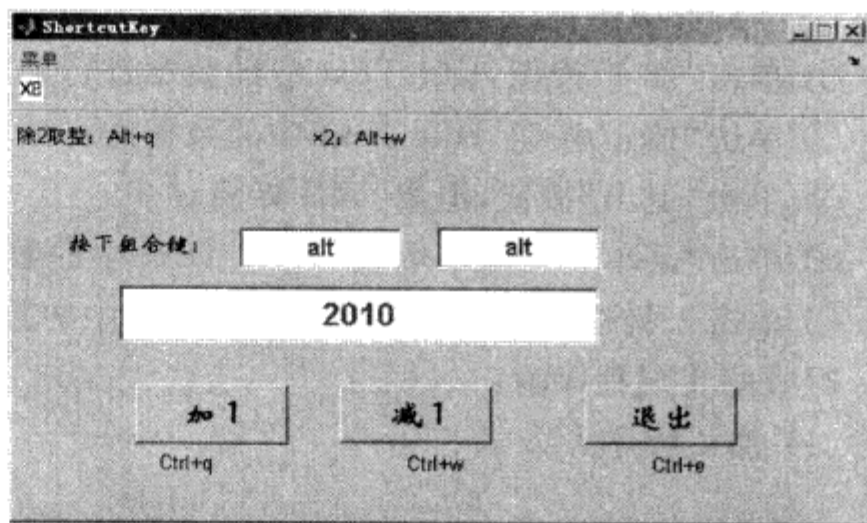 ShortcutKey
菜单
X2
除2取整：Alt+q ×2：Alt+w
按下组合键： alt alt
2010
加 1 减 1 退出
Ctrl+q Ctrl+w Ctrl+e